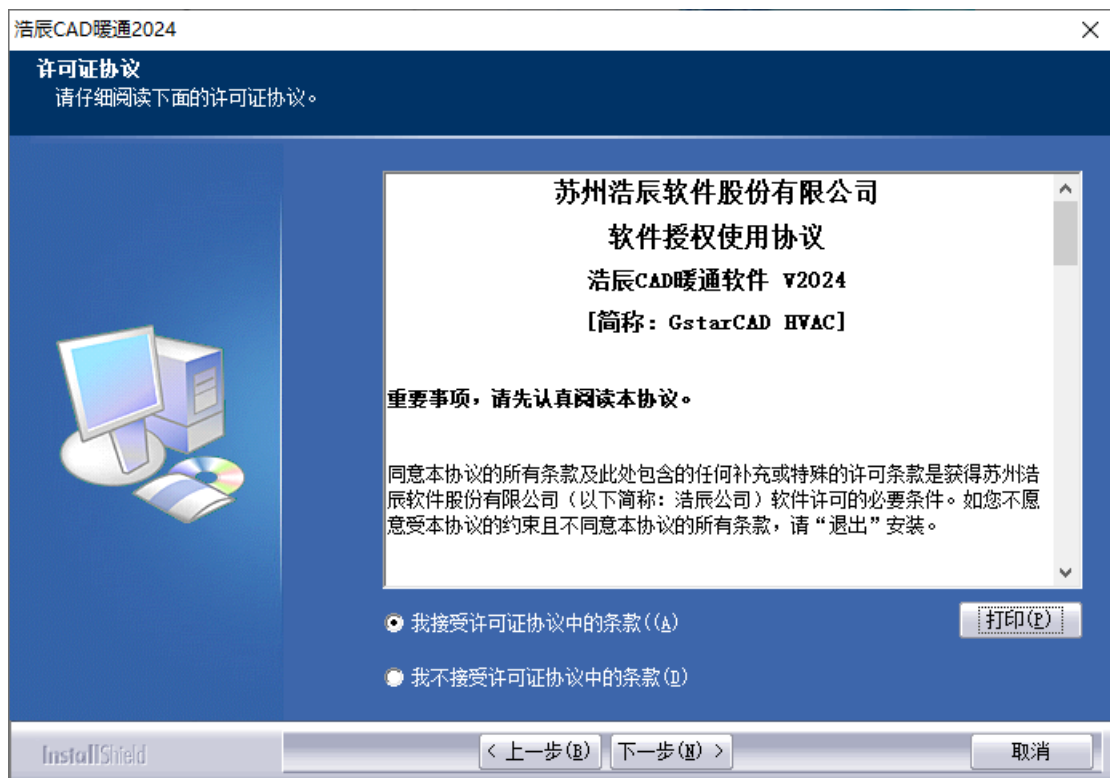 浩辰CAD暖通2024
许可证协议
请仔细阅读下面的许可证协议。
苏州浩辰软件股份有限公司
软件授权使用协议
浩辰CAD暖通软件 V2024
[简称：GstarCAD HVAC]
重要事项，请先认真阅读本协议。
同意本协议的所有条款及此处包含的任何补充或特殊的许可条款是获得苏州浩
辰软件股份有限公司（以下简称：浩辰公司）软件许可的必要条件。如您不愿
意受本协议的约束且不同意本协议的所有条款，请“退出”安装。
我接受许可证协议中的条款((A)
打印(P)
我不接受许可证协议中的条款(D)
InstallShield
< 上一步(B)
下一步(N) >
取消